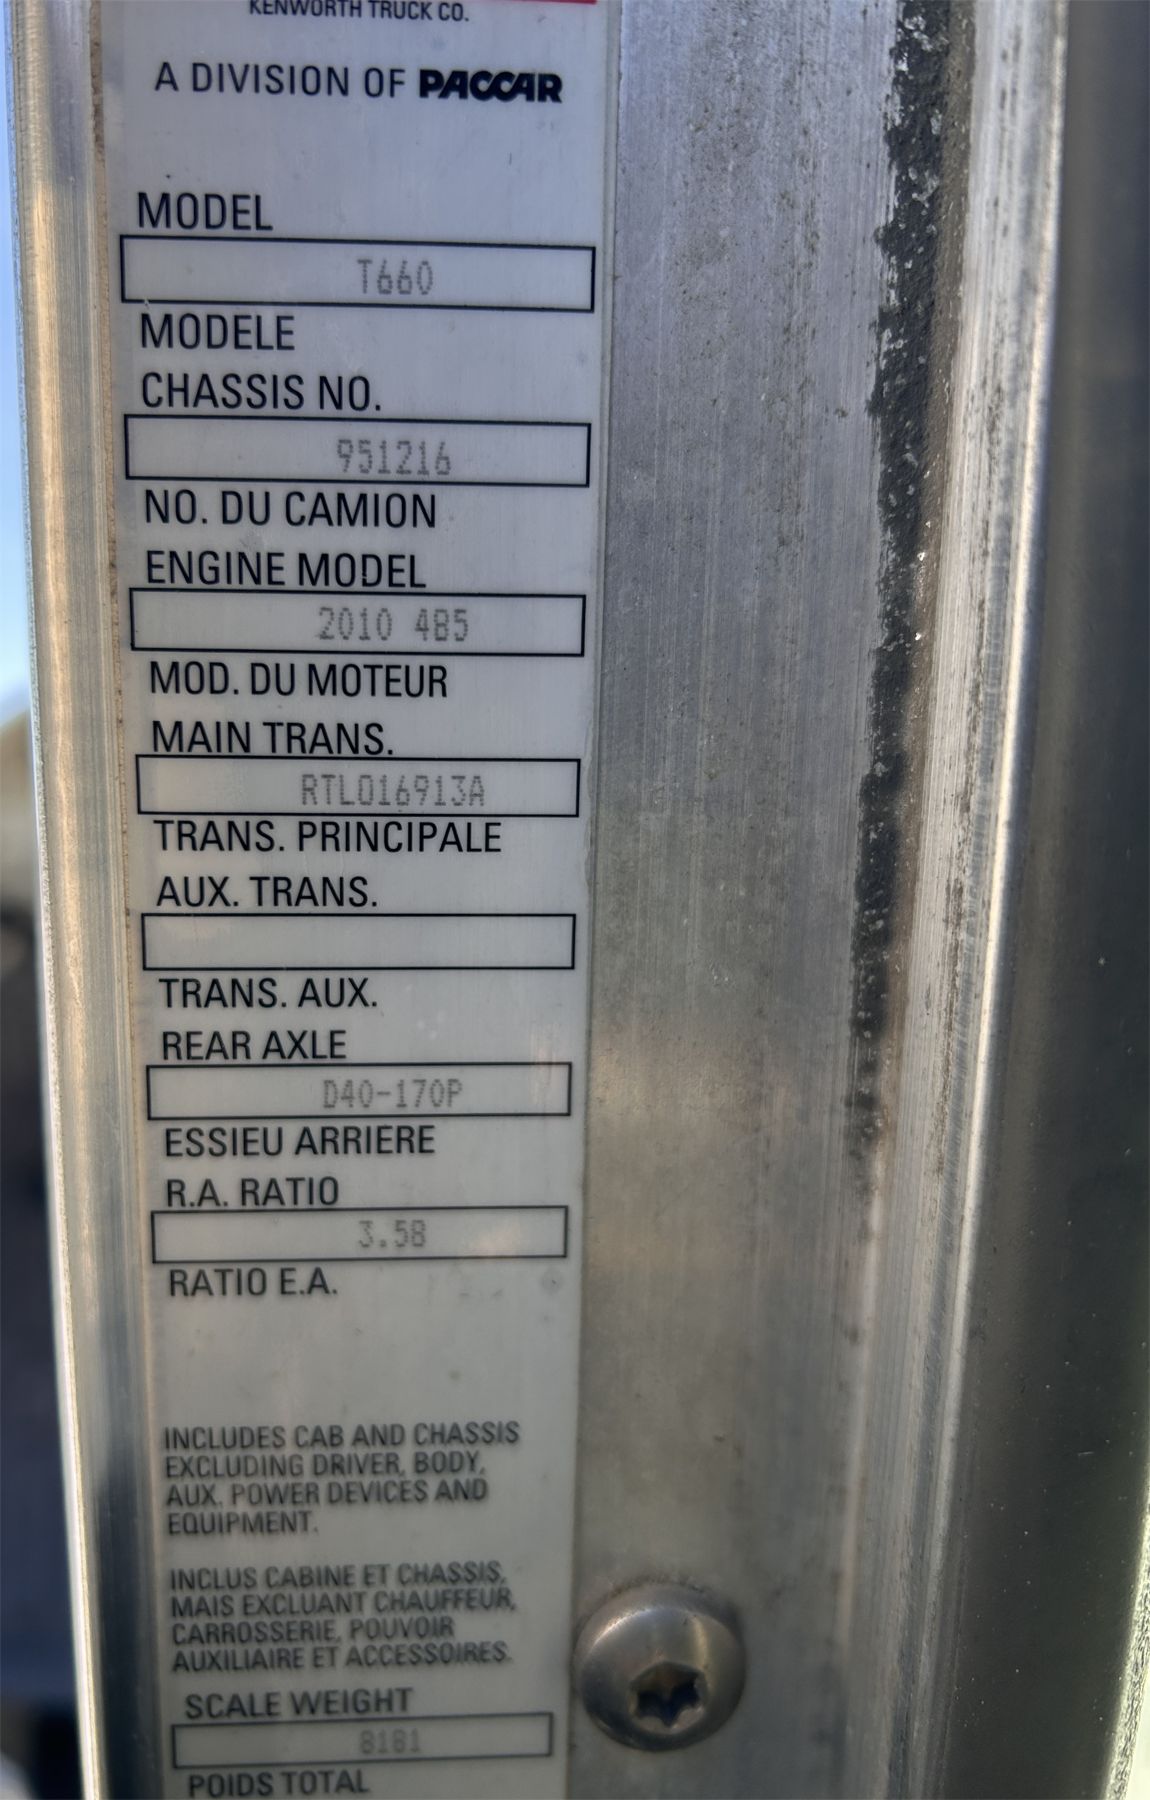 KENWORTH TRUCK CO.
A DIVISION OF PACCAR
MODEL
T660
MODELE
CHASSIS NO.
951216
NO. DU CAMION
ENGINE MODEL
2010 485
MOD. DU MOTEUR
MAIN TRANS.
RTLO16913A
TRANS. PRINCIPALE
AUX. TRANS.
TRANS. AUX.
REAR AXLE
D40-170P
ESSIEU ARRIERE
R.A. RATIO
3.58
RATIO E.A.
INCLUDES CAB AND CHASSIS
EXCLUDING DRIVER, BODY,
AUX. POWER DEVICES AND
EQUIPMENT.
INCLUS CABINE ET CHASSIS,
MAIS EXCLUANT CHAUFFEUR,
CARROSSERIE, POUVOIR
AUXILIAIRE ET ACCESSOIRES.
SCALE WEIGHT
8181
POIDS TOTAL